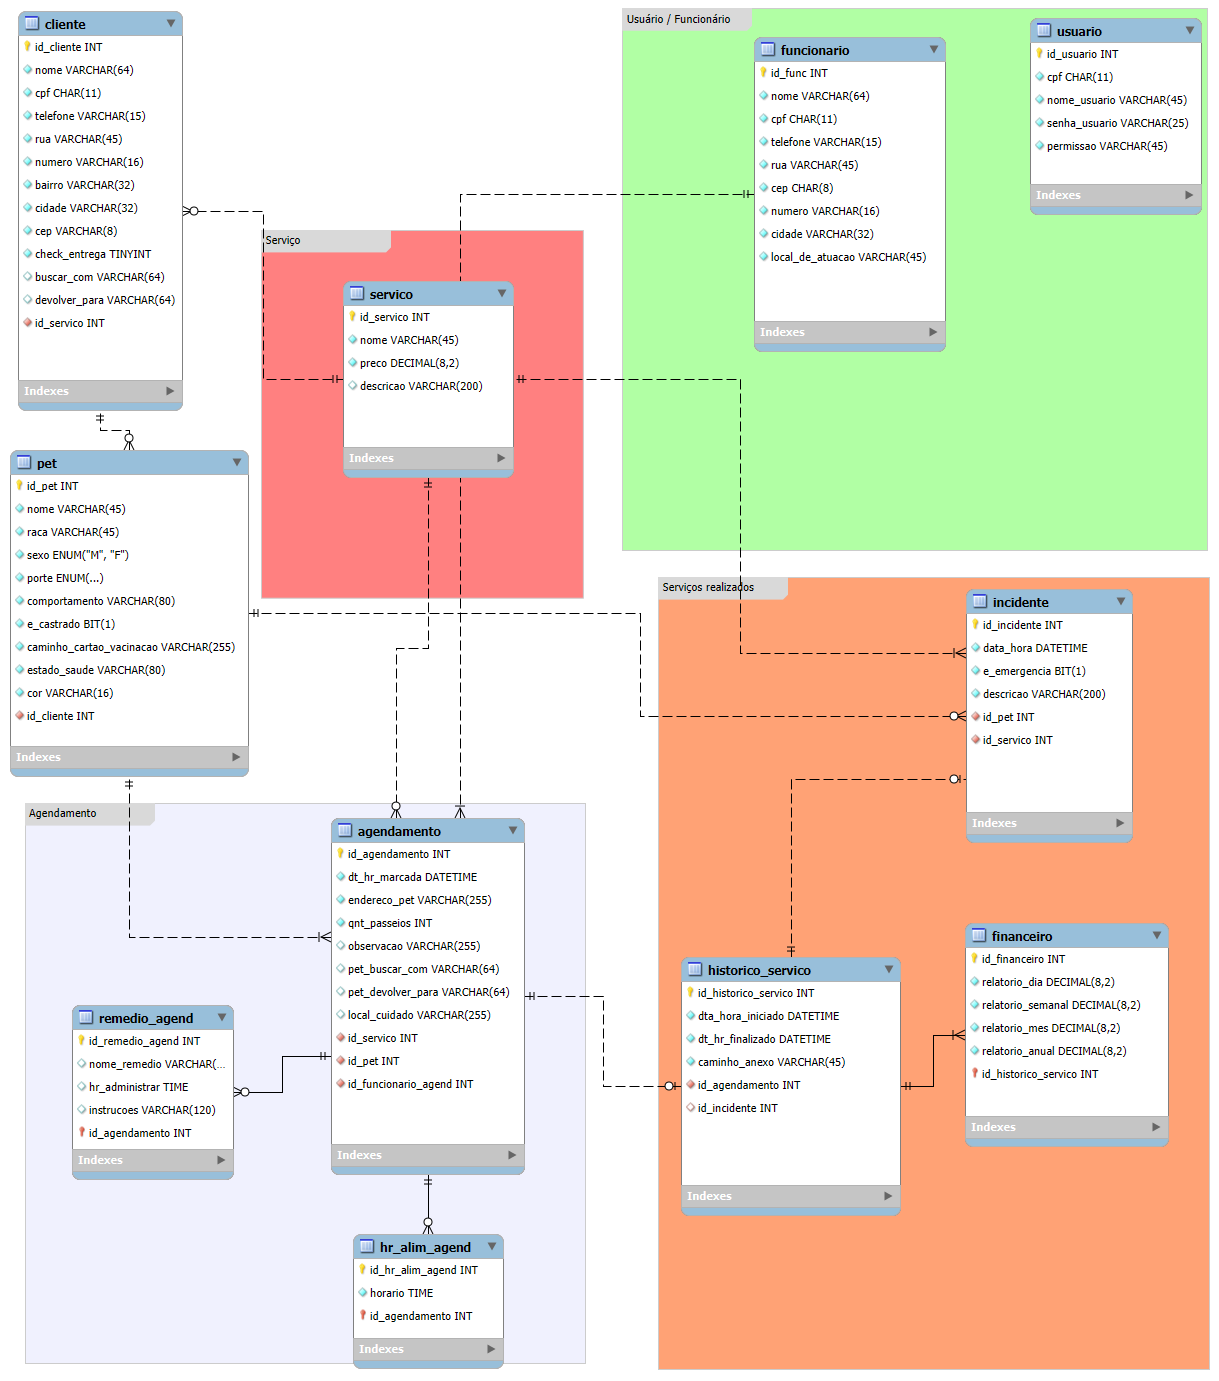 cliente
id_cliente INT
nome VARCHAR(64)
cpf CHAR(11)
telefone VARCHAR(15)
rua VARCHAR(45)
numero VARCHAR(16)
bairro VARCHAR(32)
cidade VARCHAR(32)
cep VARCHAR(8)
check_entrega TINYINT
buscar_com VARCHAR(64)
devolver_para VARCHAR(64)
id_servico INT
Indexes
Usuário / Funcionário
funcionario
id_func INT
nome VARCHAR(64)
cpf CHAR(11)
telefone VARCHAR(15)
rua VARCHAR(45)
cep CHAR(8)
numero VARCHAR(16)
cidade VARCHAR(32)
local_de_atuacao VARCHAR(45)
Indexes
usuario
id_usuario INT
cpf CHAR(11)
nome_usuario VARCHAR(45)
senha_usuario VARCHAR(25)
permissao VARCHAR(45)
Indexes
Serviço
servico
id_servico INT
nome VARCHAR(45)
preco DECIMAL(8,2)
descricao VARCHAR(200)
Indexes
pet
id_pet INT
nome VARCHAR(45)
raca VARCHAR(45)
sexo ENUM("M", "F")
porte ENUM(...)
comportamento VARCHAR(80)
e_castrado BIT(1)
caminho_cartao_vacinacao VARCHAR(255)
estado_saude VARCHAR(80)
cor VARCHAR(16)
id_cliente INT
Indexes
Serviços realizados
incidente
id_incidente INT
data_hora DATETIME
e_emergencia BIT(1)
descricao VARCHAR(200)
id_pet INT
id_servico INT
Indexes
Agendamento
agendamento
id_agendamento INT
dt_hr_marcada DATETIME
endereco_pet VARCHAR(255)
qnt_passeios INT
observacao VARCHAR(255)
pet_buscar_com VARCHAR(64)
pet_devolver_para VARCHAR(64)
local_cuidado VARCHAR(255)
id_servico INT
id_pet INT
id_funcionario_agend INT
Indexes
remedio_agend
id_remedio_agend INT
nome_remedio VARCHAR(...
hr_administrar TIME
instrucoes VARCHAR(120)
id_agendamento INT
Indexes
hr_alim_agend
id_hr_alim_agend INT
horario TIME
id_agendamento INT
Indexes
historico_servico
id_historico_servico INT
dta_hora_iniciado DATETIME
dt_hr_finalizado DATETIME
caminho_anexo VARCHAR(45)
id_agendamento INT
id_incidente INT
Indexes
financeiro
id_financeiro INT
relatorio_dia DECIMAL(8,2)
relatorio_semanal DECIMAL(8,2)
relatorio_mes DECIMAL(8,2)
relatorio_anual DECIMAL(8,2)
id_historico_servico INT
Indexes